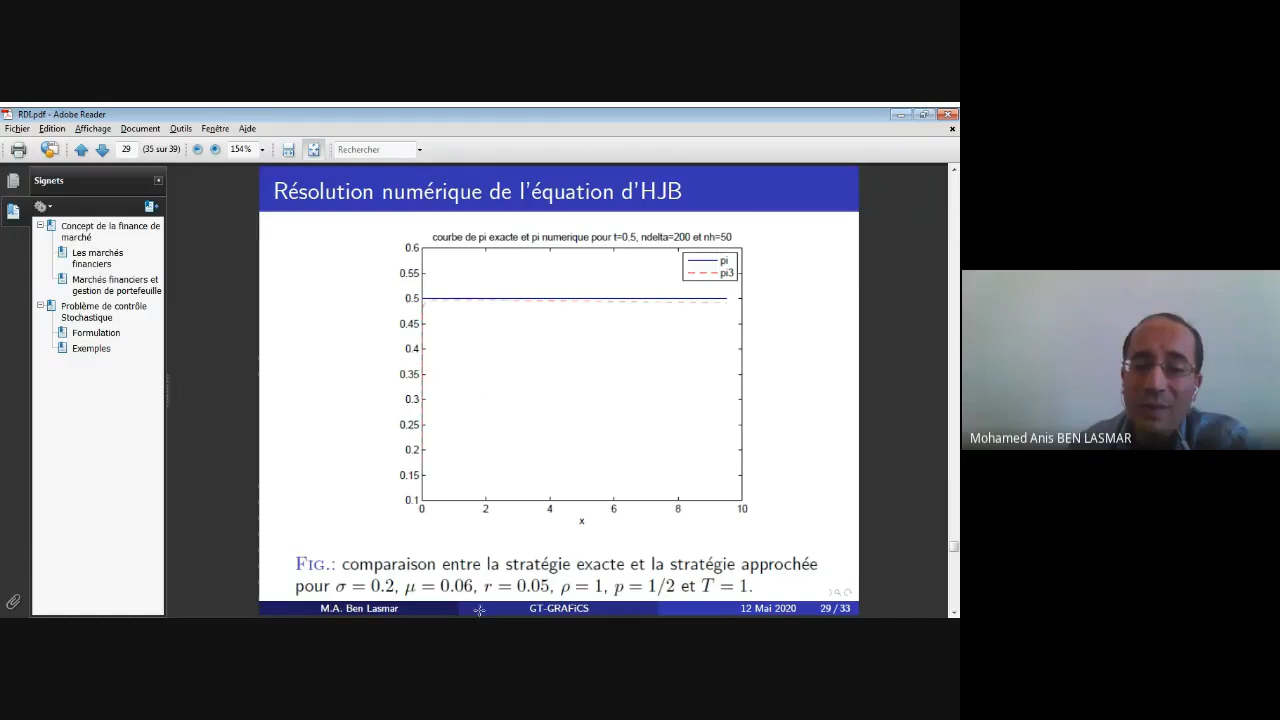 RDI.pdf - Adobe Reader
Fichier Edition Affichage Document Outils Fenêtre Aide
29 (35 sur 39) 154% Rechercher
Signets
Concept de la finance de
marché
Les marchés
financiers
Marchés financiers et
gestion de portefeuille
Problème de contrôle
Stochastique
Formulation
Exemples
Résolution numérique de l'équation d'HJB
courbe de pi exacte et pi numerique pour t=0.5, ndelta=200 et nh=50
pi
pi3
0.6
0.55
0.5
0.45
0.4
0.35
0.3
0.25
0.2
0.15
0.1
0 2 4 6 8 10
x
FIG.: comparaison entre la stratégie exacte et la stratégie approchée
pour σ = 0.2, μ = 0.06, r = 0.05, ρ = 1, p = 1/2 et T = 1.
M.A. Ben Lasmar GT-GRAFiCS 12 Mai 2020 29 / 33
Mohamed Anis BEN LASMAR